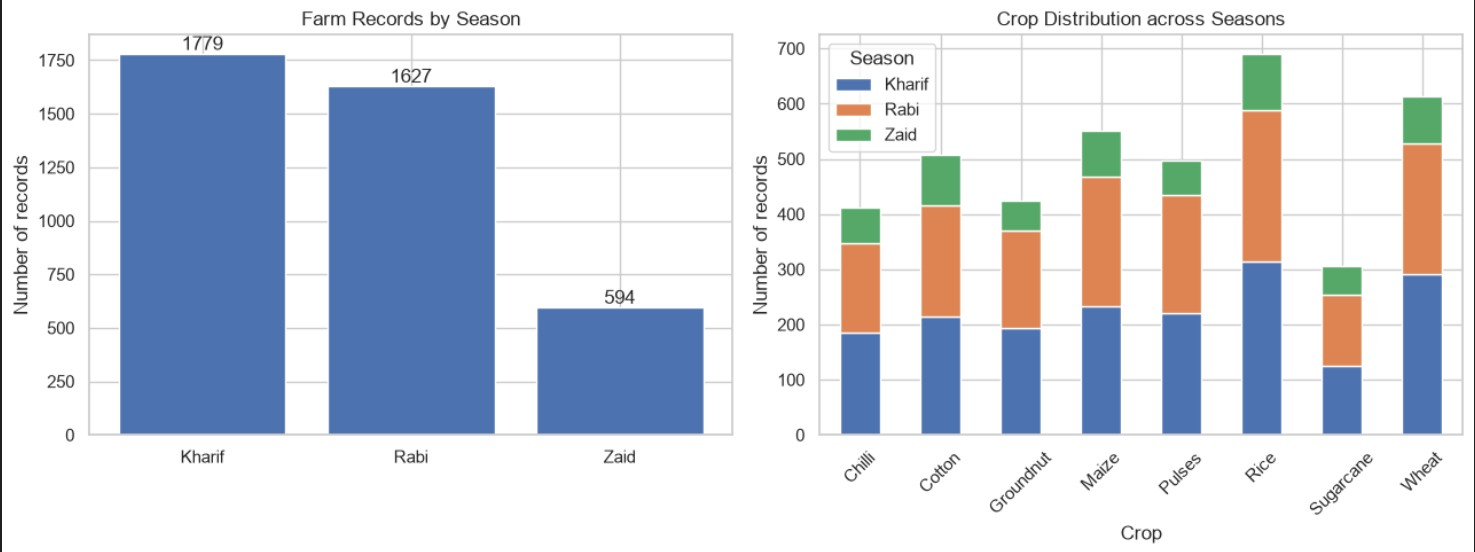 Farm Records by Season
Number of records
1750
1500
1250
1000
750
500
250
0
1779
1627
594
Kharif
Rabi
Zaid
Crop Distribution across Seasons
Number of records
700
600
500
400
300
200
100
0
Season
Kharif
Rabi
Zaid
Chilli
Cotton
Groundnut
Maize
Pulses
Rice
Sugarcane
Wheat
Crop